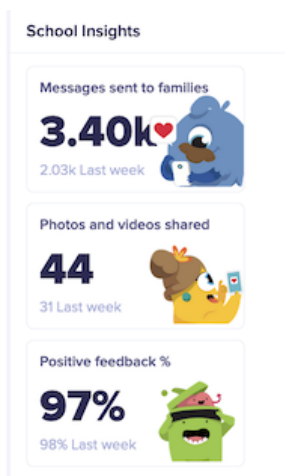 School Insights
Messages sent to families
3.40k
2.03k Last week
Photos and videos shared
44
31 Last week
Positive feedback %
97%
98% Last week